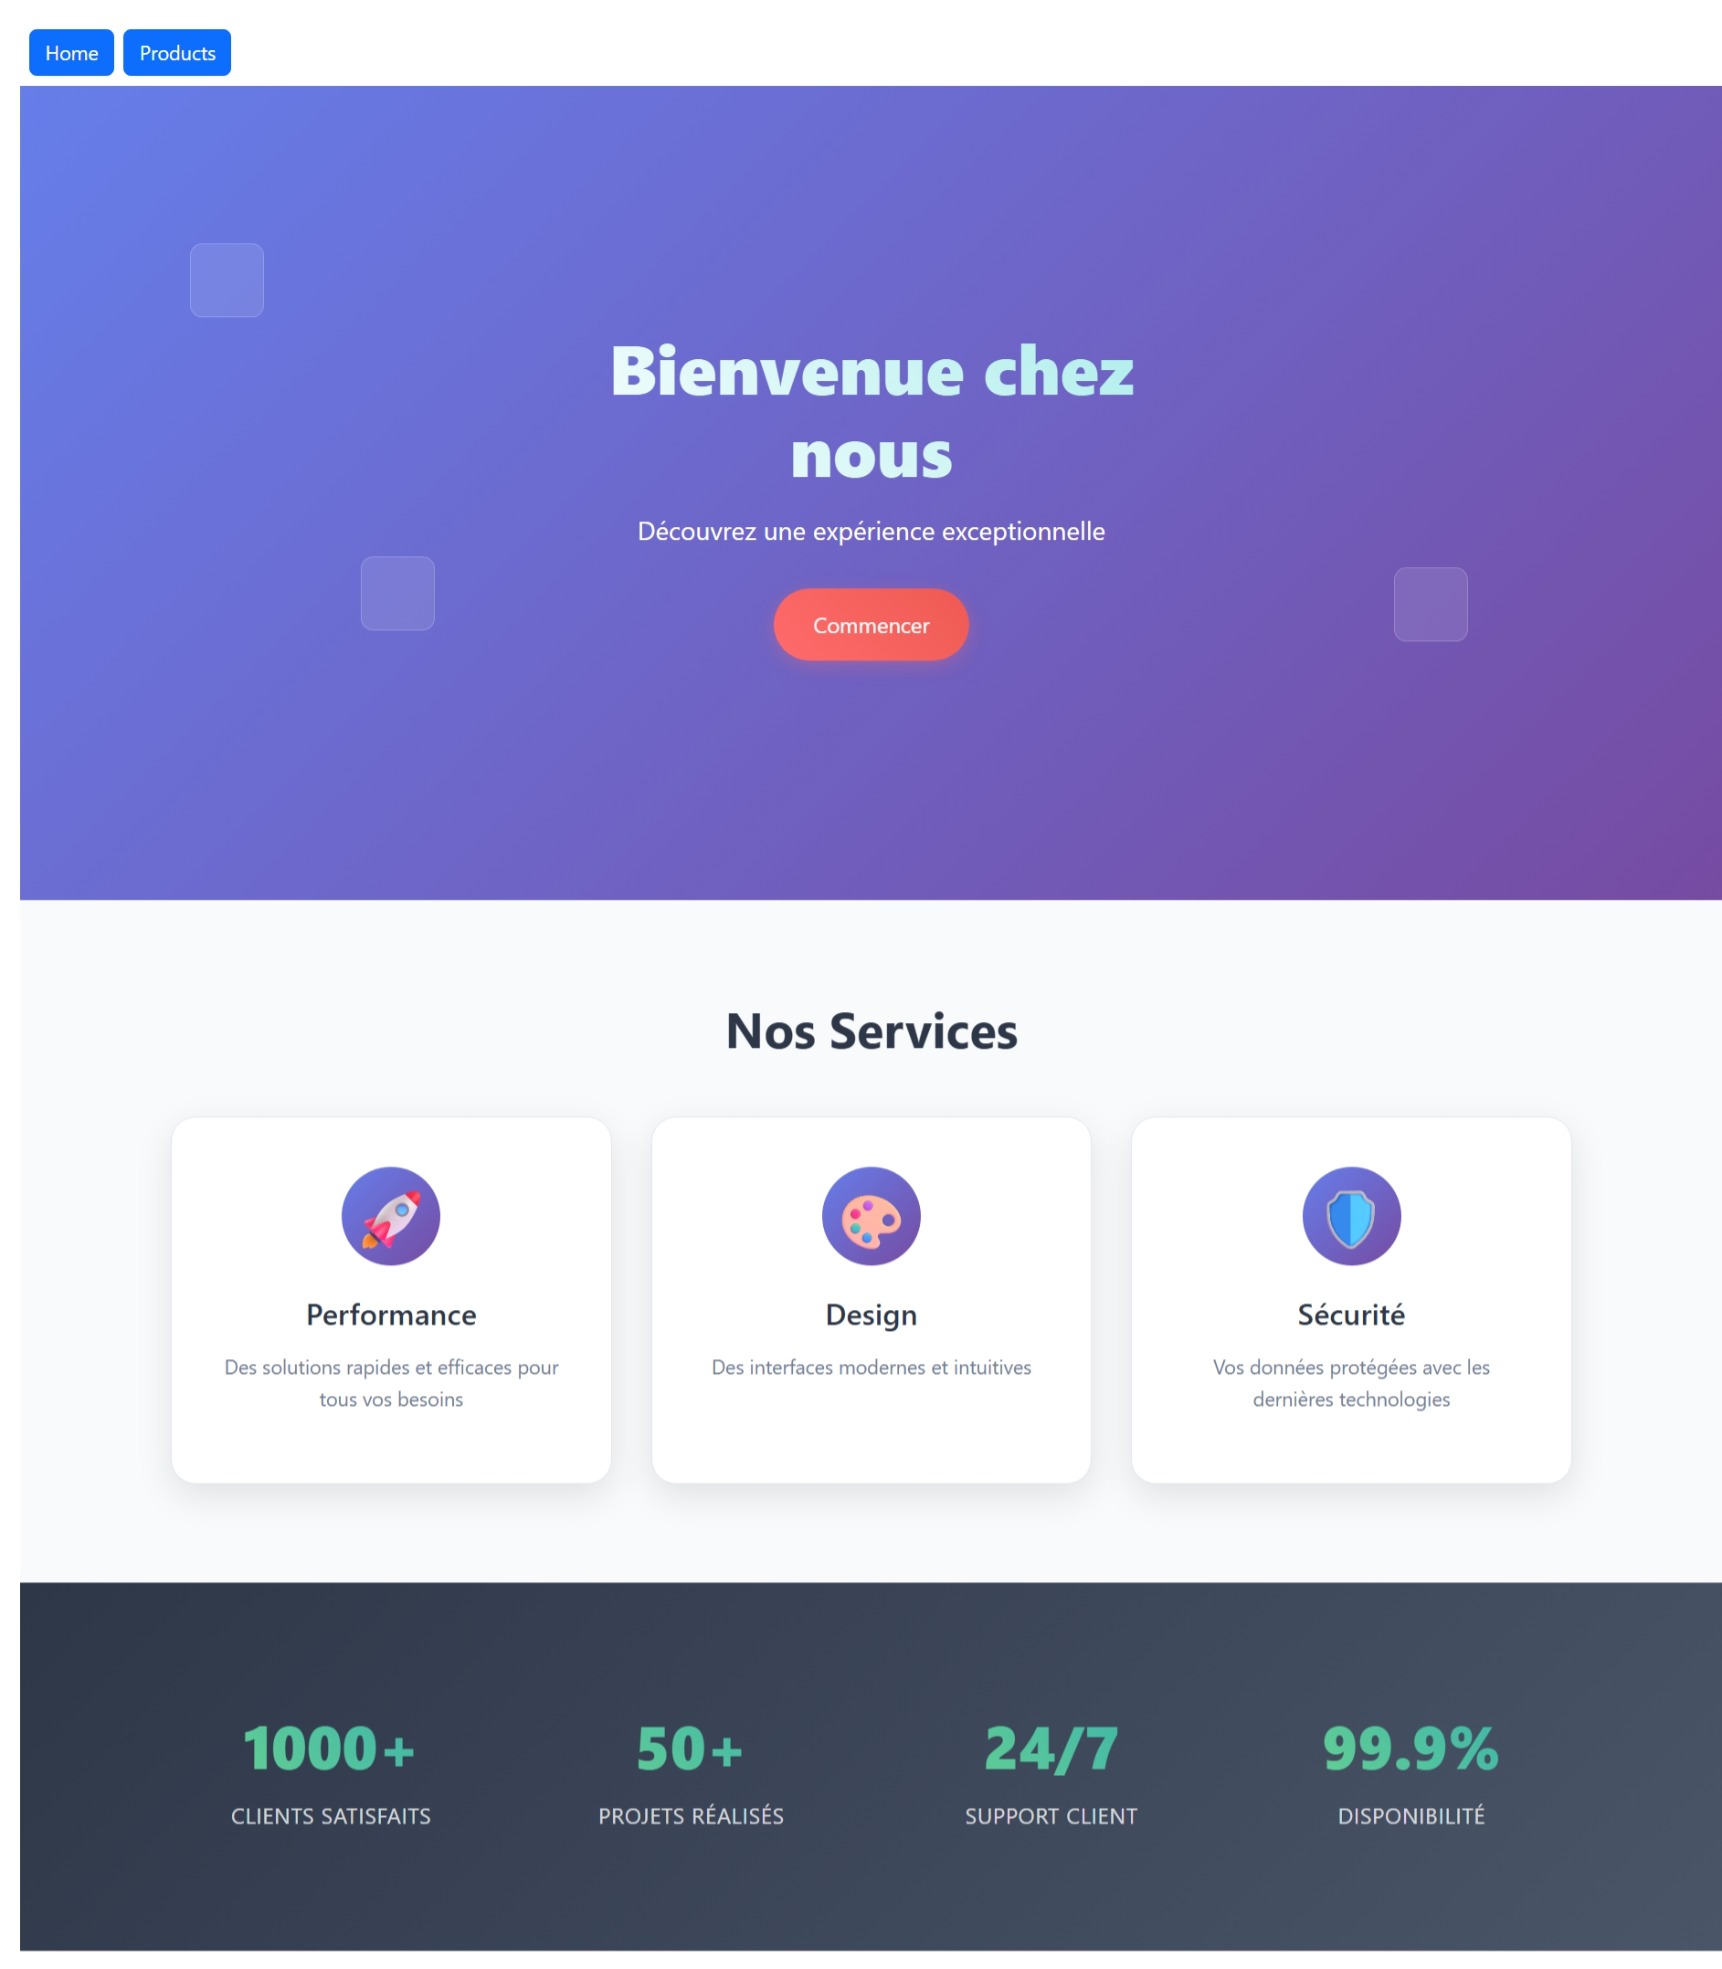 Home Products
Bienvenue chez
nous
Découvrez une expérience exceptionnelle
Commencer
Nos Services
Performance
Des solutions rapides et efficaces pour
tous vos besoins
Design
Des interfaces modernes et intuitives
Sécurité
Vos données protégées avec les
dernières technologies
1000+
CLIENTS SATISFAITS
50+
PROJETS RÉALISÉS
24/7
SUPPORT CLIENT
99.9%
DISPONIBILITÉ